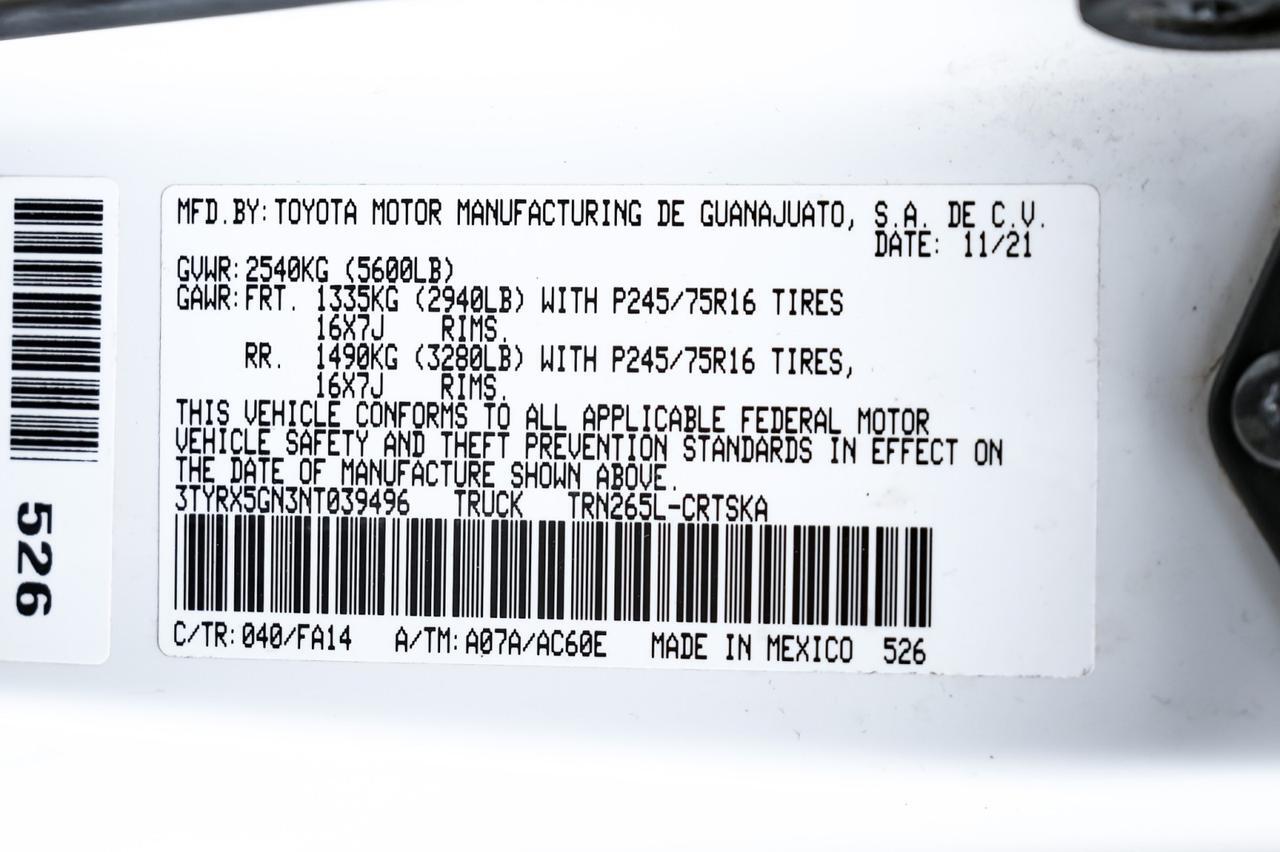 526
MFD.BY: TOYOTA MOTOR MANUFACTURING DE GUANAJUATO, S.A. DE C.V.
DATE: 11/21
GVWR: 2540KG (5600LB)
GAWR: FRT. 1335KG (2940LB) WITH P245/75R16 TIRES
16X7J RIMS,
RR. 1490KG (3280LB) WITH P245/75R16 TIRES,
16X7J RIMS,
THIS VEHICLE CONFORMS TO ALL APPLICABLE FEDERAL MOTOR
VEHICLE SAFETY AND THEFT PREVENTION STANDARDS IN EFFECT ON
THE DATE OF MANUFACTURE SHOWN ABOVE.
3TYRX5GN3NT039496 TRUCK TRN265L-CRTSKA
C/TR: 040/FA14 A/TM: A07A/AC60E MADE IN MEXICO 526